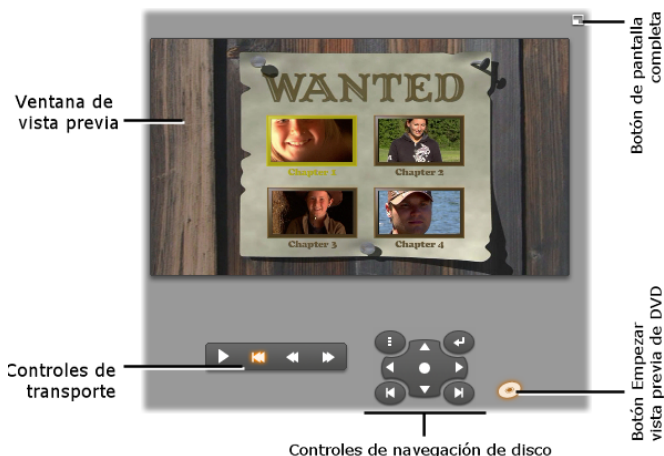 Botón de pantalla
completa
Ventana de
vista previa
WANTED
Chapter 1
Chapter 2
Chapter 3
Chapter 4
Controles de
transporte
Botón Empezar
vista previa de DVD
Controles de navegación de disco